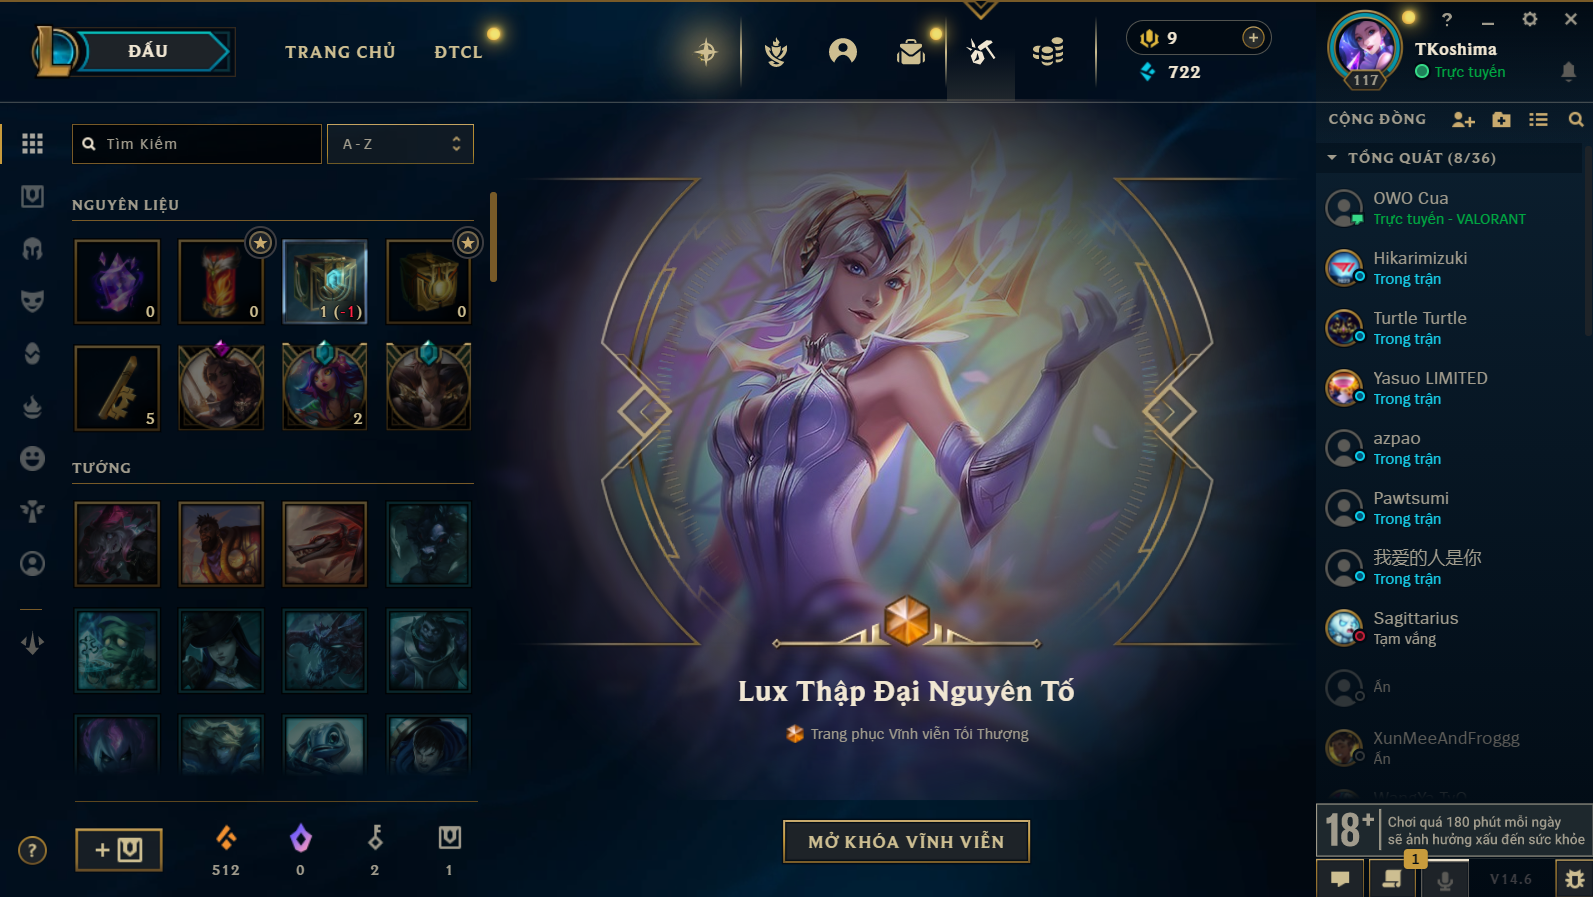 ĐẤU
TRANG CHỦ
ĐTCL
9
722
?
TKoshima
Trực tuyến
117
Tìm Kiếm
A - Z
NGUYÊN LIỆU
0
0
1 (-1)
0
5
2
TƯỚNG
?
+
512
0
2
1
Lux Thập Đại Nguyên Tố
Trang phục Vĩnh viễn Tối Thượng
MỞ KHÓA VĨNH VIỄN
CỘNG ĐỒNG
TỔNG QUÁT (8/36)
OWO Cua
Trực tuyến - VALORANT
Hikarimizuki
Trong trận
Turtle Turtle
Trong trận
Yasuo LIMITED
Trong trận
azpao
Trong trận
Pawtsumi
Trong trận
我爱的人是你
Trong trận
Sagittarius
Tạm vắng
Ẩn
XunMeeAndFroggg
Ẩn
18+
Chơi quá 180 phút mỗi ngày
sẽ ảnh hưởng xấu đến sức khỏe
1
V14.6